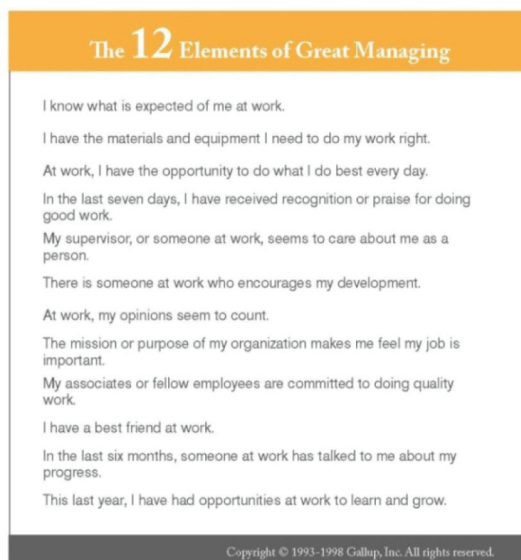 The 12 Elements of Great Managing
I know what is expected of me at work.
I have the materials and equipment I need to do my work right.
At work, I have the opportunity to do what I do best every day.
In the last seven days, I have received recognition or praise for doing
good work.
My supervisor, or someone at work, seems to care about me as a
person.
There is someone at work who encourages my development.
At work, my opinions seem to count.
The mission or purpose of my organization makes me feel my job is
important.
My associates or fellow employees are committed to doing quality
work.
I have a best friend at work.
In the last six months, someone at work has talked to me about my
progress.
This last year, I have had opportunities at work to learn and grow.
Copyright © 1993-1998 Gallup, Inc. All rights reserved.